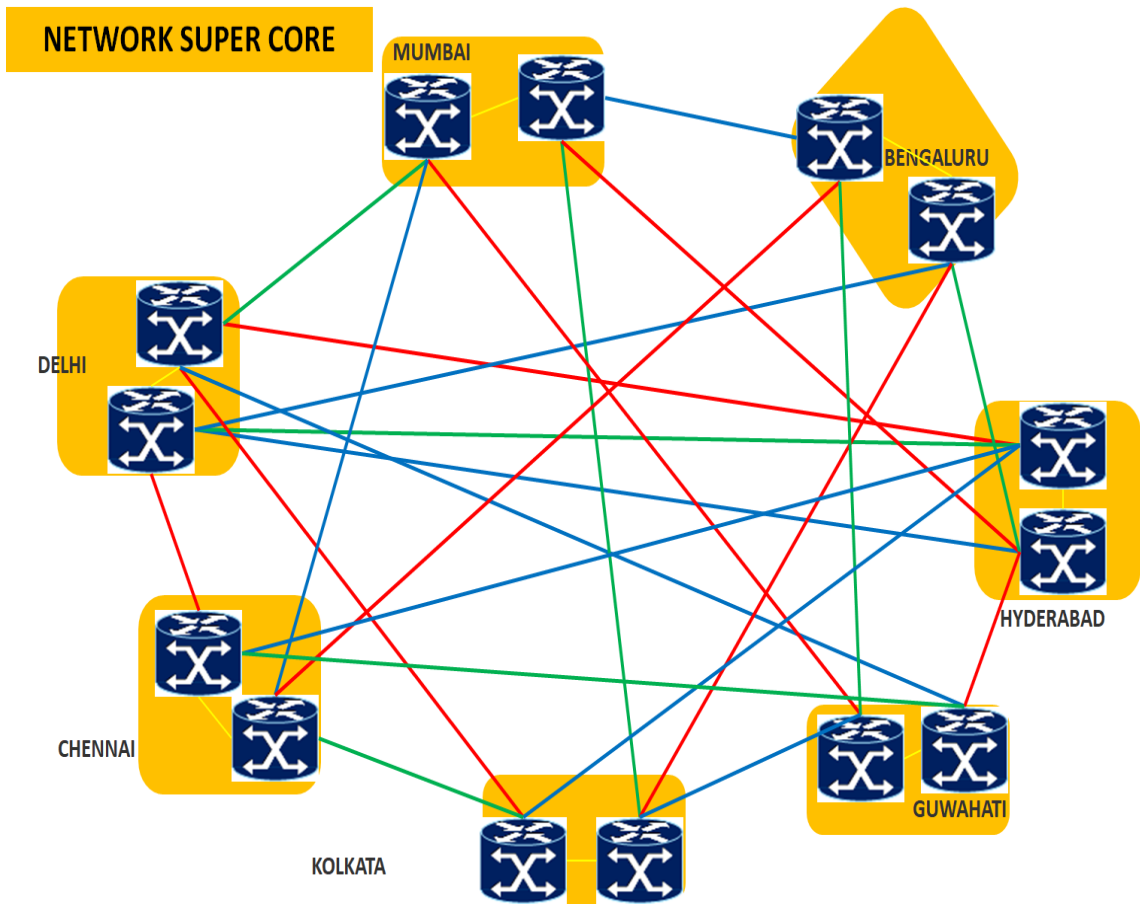 NETWORK SUPER CORE
MUMBAI
BENGALURU
DELHI
HYDERABAD
CHENNAI
GUWAHATI
KOLKATA